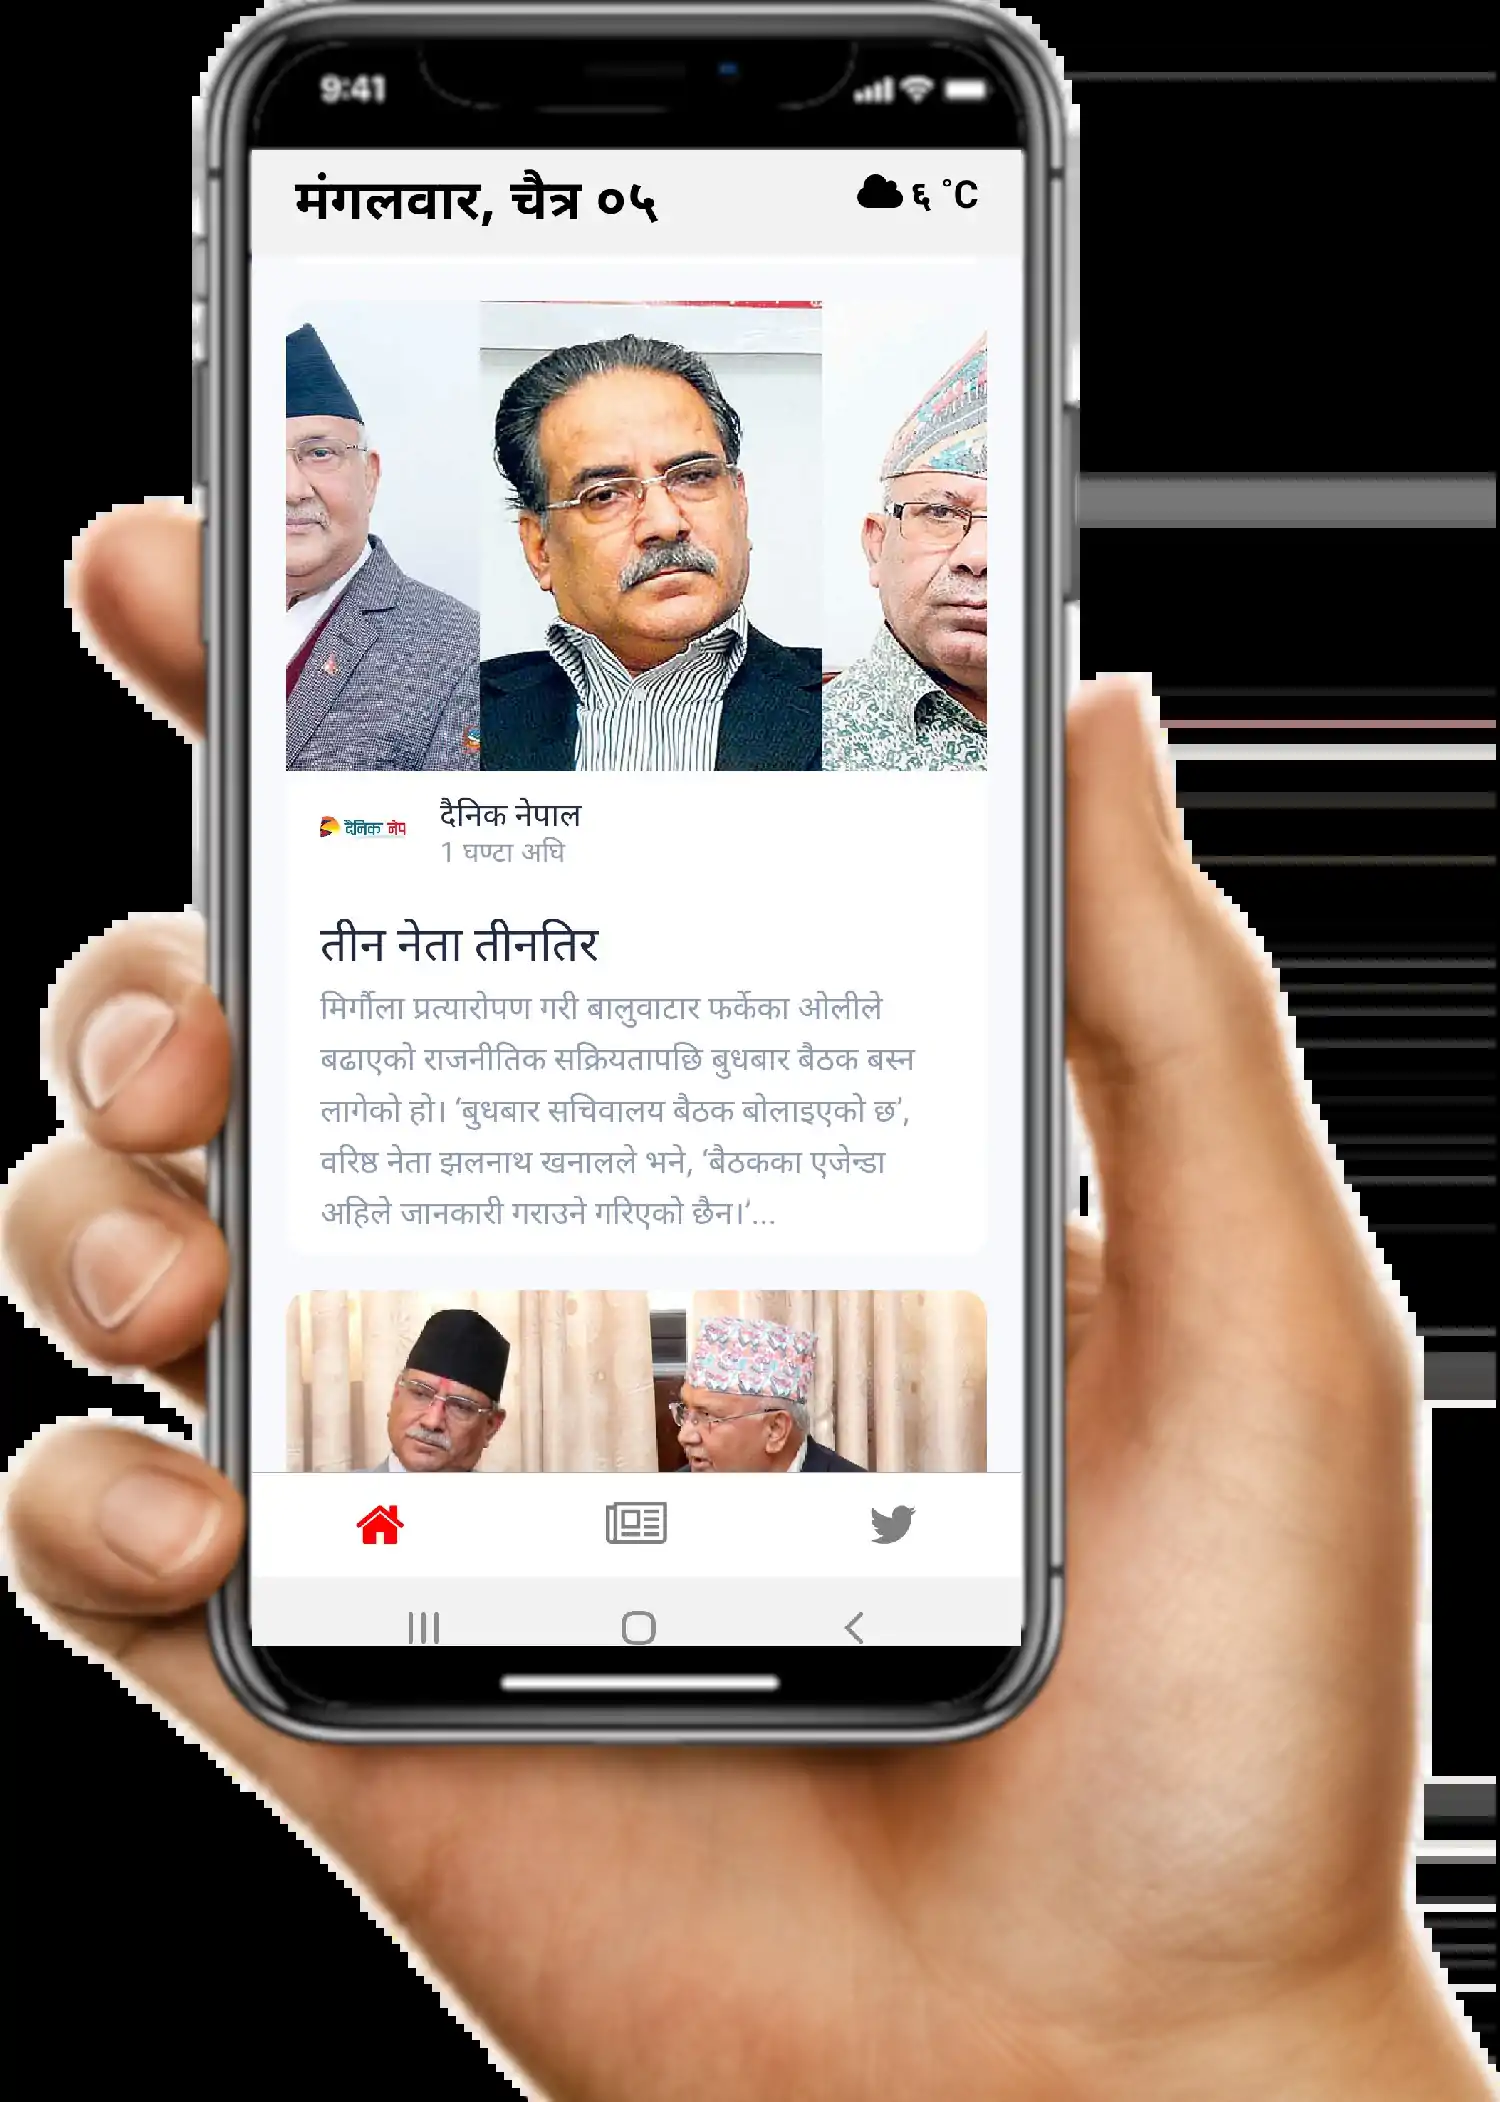 9:41
मंगलवार, चैत्र ०५
६ °C
दैनिक नेप
दैनिक नेपाल
1 घण्टा अघि
तीन नेता तीनतिर
मिर्गौला प्रत्यारोपण गरी बालुवाटार फर्केका ओलीले
बढाएको राजनीतिक सक्रियतापछि बुधबार बैठक बस्न
लागेको हो। ‘बुधबार सचिवालय बैठक बोलाइएको छ’,
वरिष्ठ नेता झलनाथ खनालले भने, ‘बैठकका एजेन्डा
अहिले जानकारी गराउने गरिएको छैन।’...